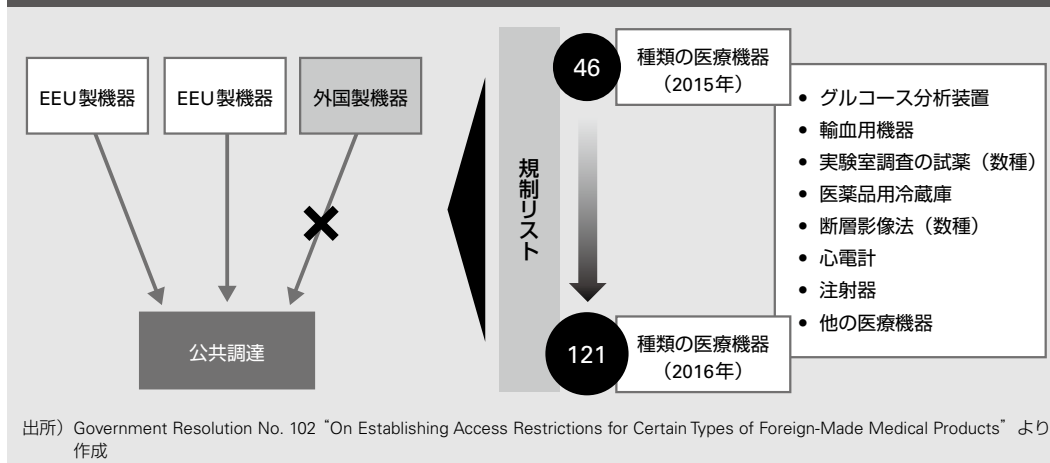 EEU製機器
EEU製機器
外国製機器
公共調達
規制リスト
46
種類の医療機器
（2015年）
121
種類の医療機器
（2016年）
• グルコース分析装置
• 輸血用機器
• 実験室調査の試薬（数種）
• 医薬品用冷蔵庫
• 断層影像法（数種）
• 心電計
• 注射器
• 他の医療機器
出所）Government Resolution No. 102 “On Establishing Access Restrictions for Certain Types of Foreign-Made Medical Products” より
作成